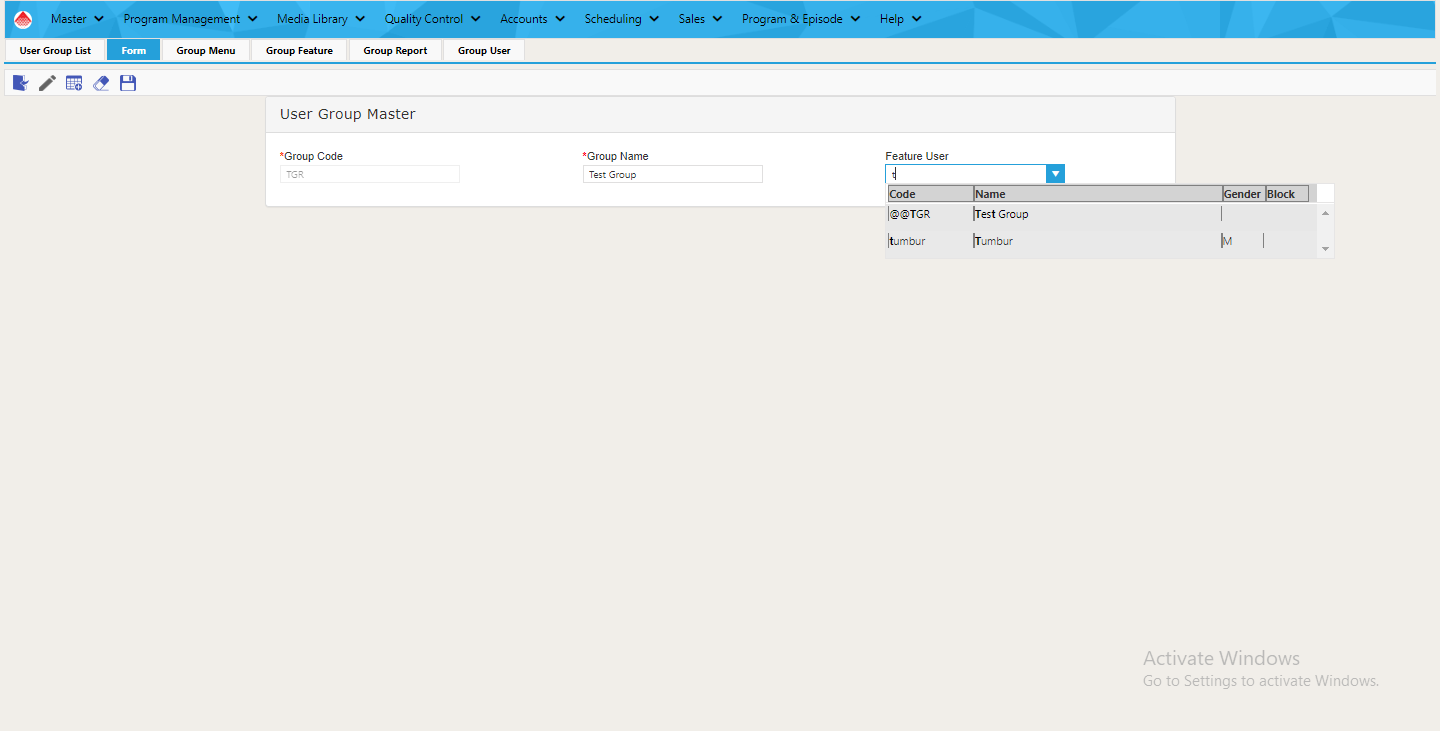 Master Program Management Media Library Quality Control Accounts Scheduling Sales Program & Episode Help
User Group List Form Group Menu Group Feature Group Report Group User
User Group Master
*Group Code *Group Name Feature User
TGR Test Group t
Code Name Gender Block
@@TGR Test Group
tumbur Tumbur M
Activate Windows
Go to Settings to activate Windows.